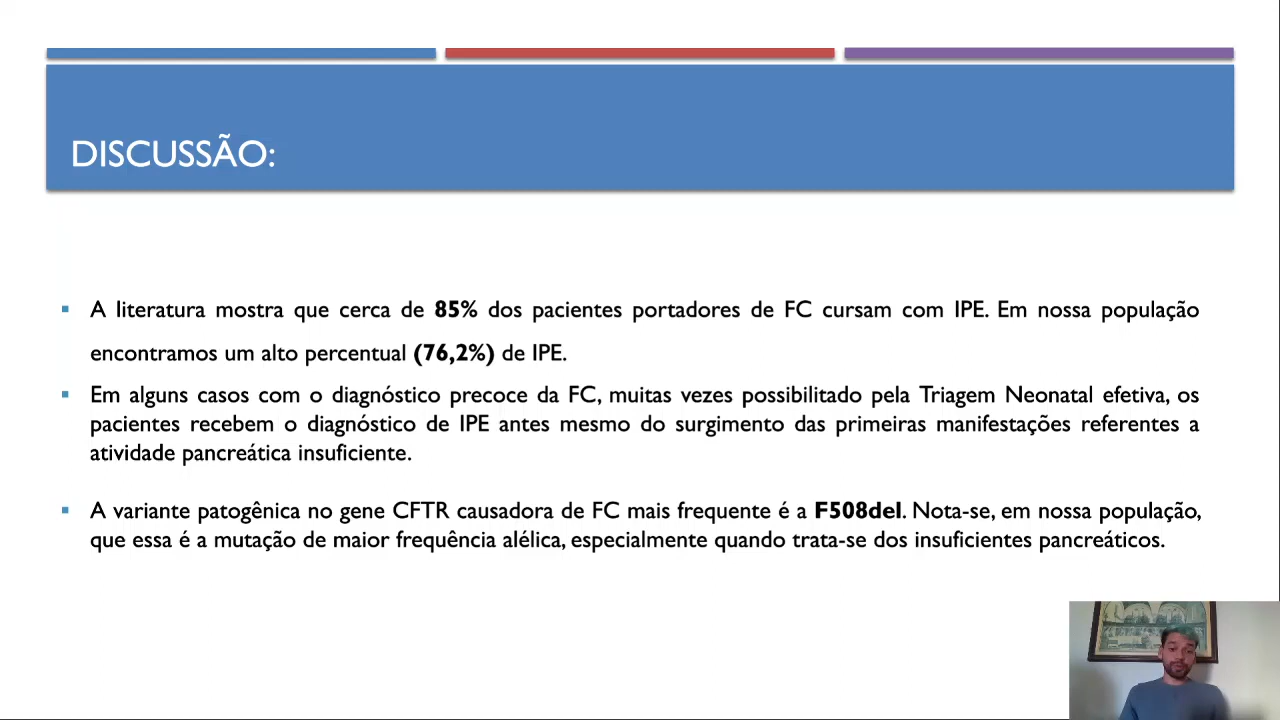 DISCUSSÃO:
A literatura mostra que cerca de 85% dos pacientes portadores de FC cursam com IPE. Em nossa população
encontramos um alto percentual (76,2%) de IPE.
Em alguns casos com o diagnóstico precoce da FC, muitas vezes possibilitado pela Triagem Neonatal efetiva, os
pacientes recebem o diagnóstico de IPE antes mesmo do surgimento das primeiras manifestações referentes a
atividade pancreática insuficiente.
A variante patogênica no gene CFTR causadora de FC mais frequente é a F508del. Nota-se, em nossa população,
que essa é a mutação de maior frequência alélica, especialmente quando trata-se dos insuficientes pancreáticos.